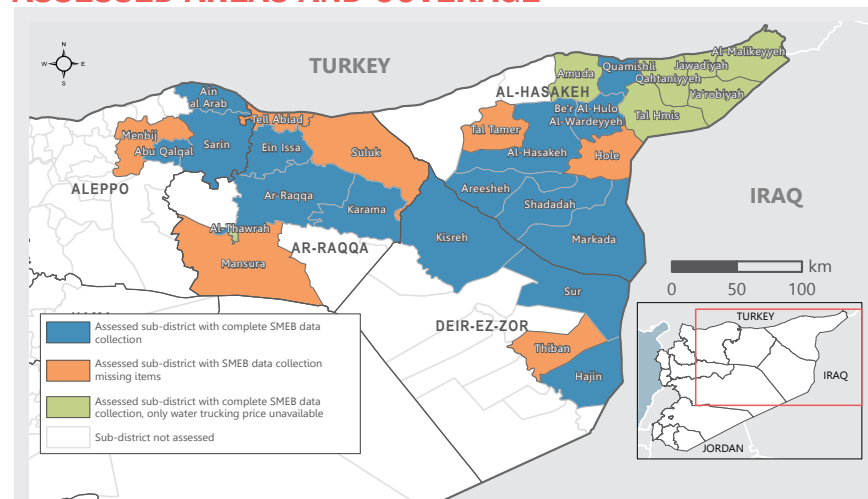 ASSESSED AREAS AND COVERAGE
N
W
E
S
TURKEY
Al-Malikeyyeh
Quamishli
Jawadiyah
Amuda
Qahtaniyyeh
Ain
al Arab
AL-HASAKEH
Ya'robiyah
Be'r Al-Hulo
Al-Wardeyyeh
Tal Hmis
Tell Abiad
Menbij
Tal Tamer
Abu Qalqal
Sarin
Ein Issa
Suluk
Al-Hasakeh
Hole
ALEPPO
Areesheh
Ar-Raqqa
Karama
Shadadah
IRAQ
Al-Thawrah
Kisreh
Markada
AR-RAQQA
Mansura
km
0
50
100
Sur
DEIR-EZ-ZOR
Thiban
Hajin
Assessed sub-district with complete SMEB data
collection
Assessed sub-district with SMEB data collection
missing items
Assessed sub-district with complete SMEB data
collection, only water trucking price unavailable
Sub-district not assessed
TURKEY
IRAQ
JORDAN